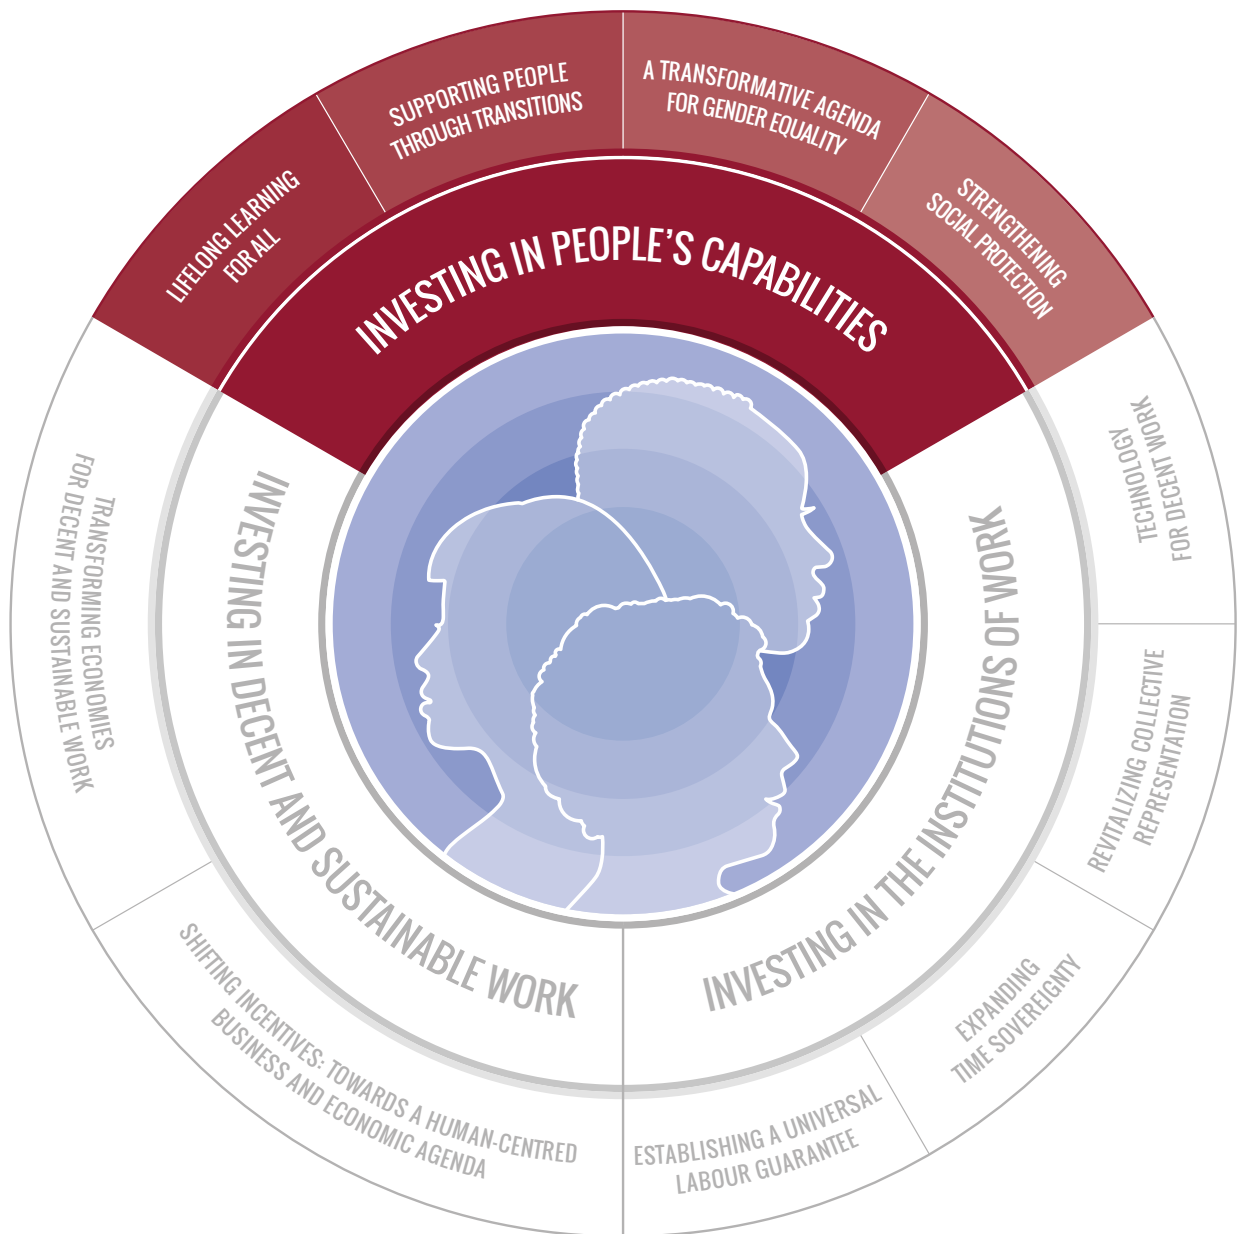 INVESTING IN PEOPLE’S CAPABILITIES
LIFELONG LEARNING
FOR ALL
SUPPORTING PEOPLE
THROUGH TRANSITIONS
A TRANSFORMATIVE AGENDA
FOR GENDER EQUALITY
STRENGTHENING
SOCIAL PROTECTION
INVESTING IN THE INSTITUTIONS OF WORK
TECHNOLOGY
FOR DECENT WORK
REVITALIZING COLLECTIVE
REPRESENTATION
EXPANDING
TIME SOVEREIGNTY
ESTABLISHING A UNIVERSAL
LABOUR GUARANTEE
INVESTING IN DECENT AND SUSTAINABLE WORK
TRANSFORMING ECONOMIES
FOR DECENT AND SUSTAINABLE WORK
SHIFTING INCENTIVES: TOWARDS A HUMAN-CENTRED
BUSINESS AND ECONOMIC AGENDA